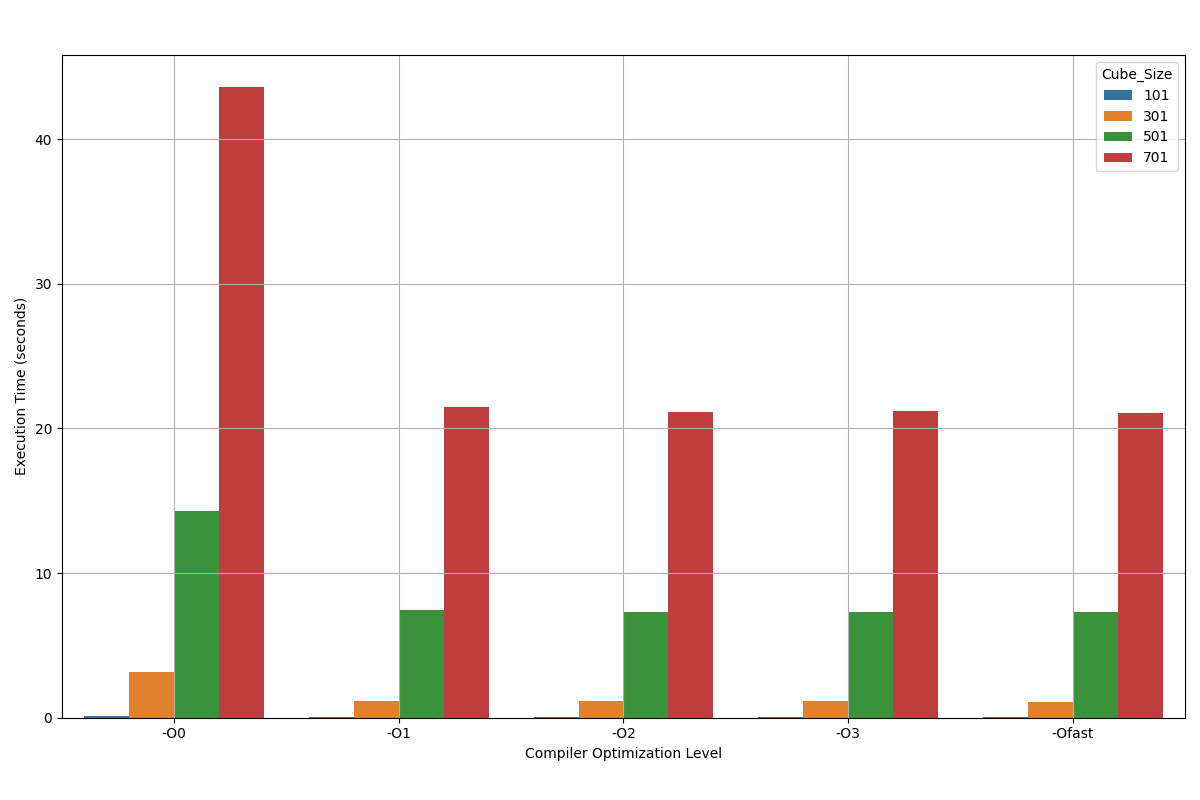 Cube_Size
101
301
501
701
Execution Time (seconds)
40
30
20
10
0
-O0 -O1 -O2 -O3 -Ofast
Compiler Optimization Level